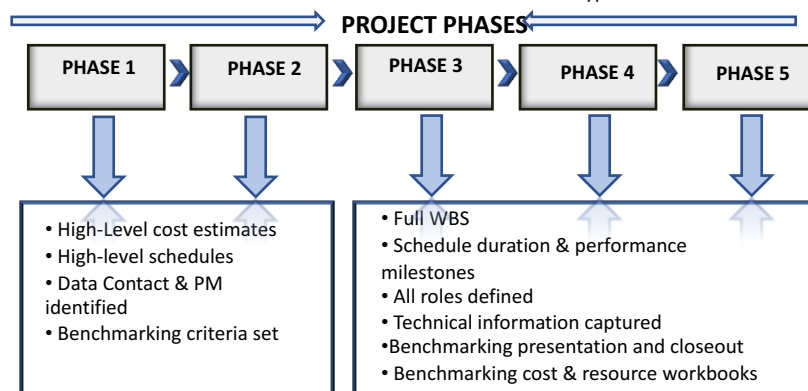 PROJECT PHASES
PHASE 1
PHASE 2
PHASE 3
PHASE 4
PHASE 5
• High-Level cost estimates
• High-level schedules
• Data Contact & PM
identified
• Benchmarking criteria set
• Full WBS
• Schedule duration & performance
milestones
• All roles defined
• Technical information captured
•Benchmarking presentation and closeout
• Benchmarking cost & resource workbooks